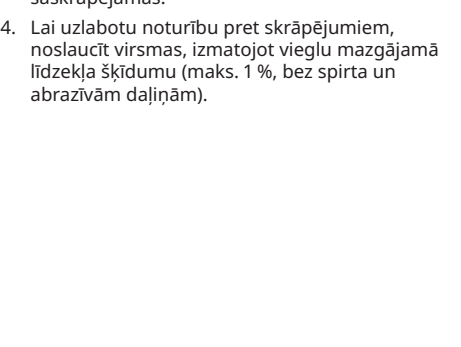 saskrāpējamas.
4. Lai uzlabotu noturību pret skrāpējumiem,
noslaucīt virsmas, izmatojot vieglu mazgājamā
līdzekļa šķīdumu (maks. 1 %, bez spirta un
abrazīvām daļiņām).